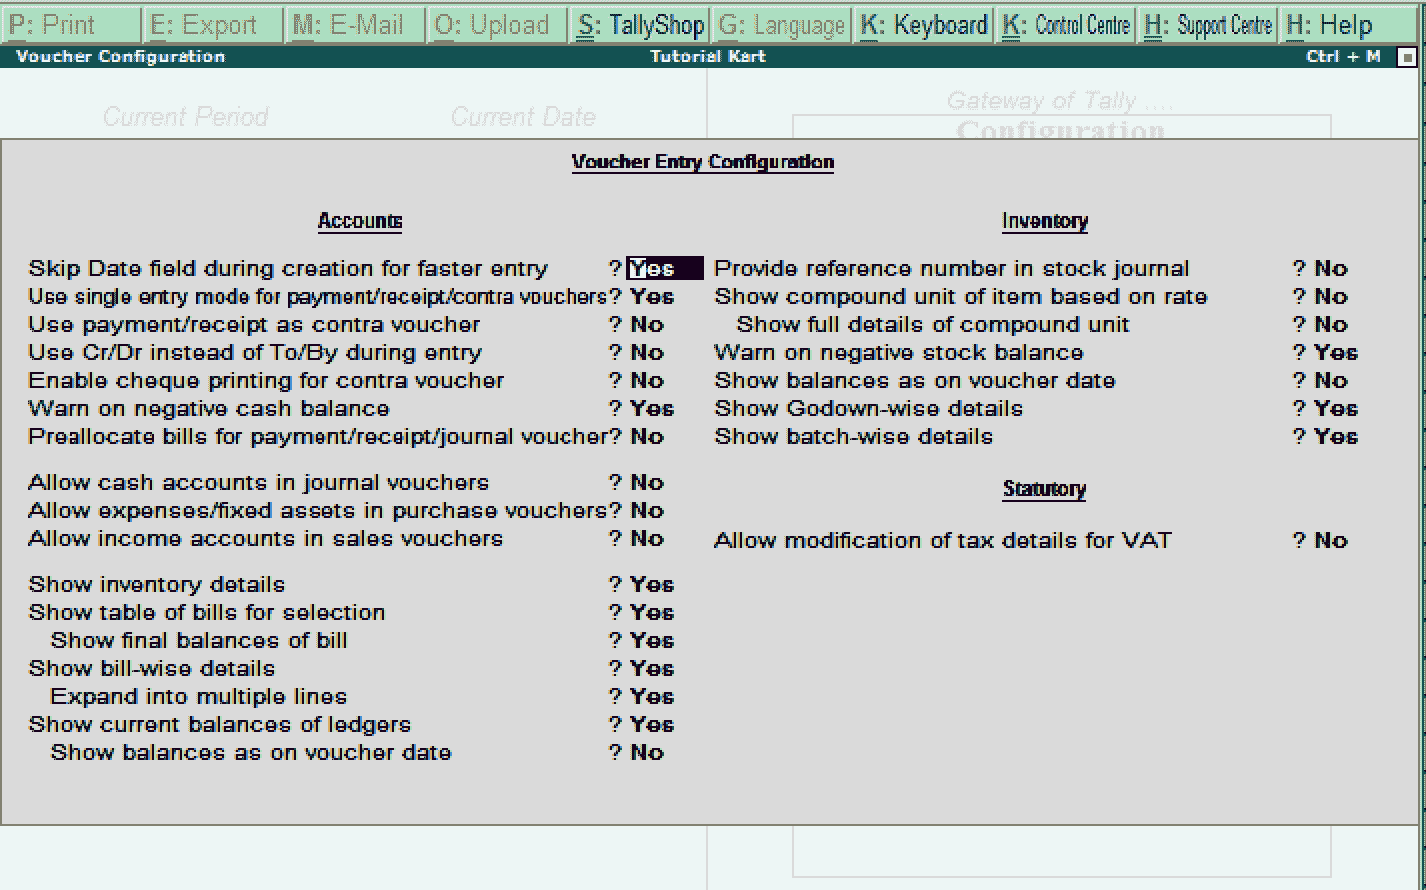 P: Print E: Export M: E-Mail O: Upload S: TallyShop G: Language K: Keyboard K: Control Centre H: Support Centre H: Help
Voucher Configuration Tutorial Kart Ctrl + M
Current Period Current Date Gateway of Tally ....
Configuration
Voucher Entry Configuration
Accounts
Skip Date field during creation for faster entry ? Yes
Use single entry mode for payment/receipt/contra vouchers? Yes
Use payment/receipt as contra voucher ? No
Use Cr/Dr instead of To/By during entry ? No
Enable cheque printing for contra voucher ? No
Warn on negative cash balance ? Yes
Preallocate bills for payment/receipt/journal voucher? No
Allow cash accounts in journal vouchers ? No
Allow expenses/fixed assets in purchase vouchers? No
Allow income accounts in sales vouchers ? No
Show inventory details ? Yes
Show table of bills for selection ? Yes
Show final balances of bill ? Yes
Show bill-wise details ? Yes
Expand into multiple lines ? Yes
Show current balances of ledgers ? Yes
Show balances as on voucher date ? No
Inventory
Provide reference number in stock journal ? No
Show compound unit of item based on rate ? No
Show full details of compound unit ? No
Warn on negative stock balance ? Yes
Show balances as on voucher date ? No
Show Godown-wise details ? Yes
Show batch-wise details ? Yes
Statutory
Allow modification of tax details for VAT ? No